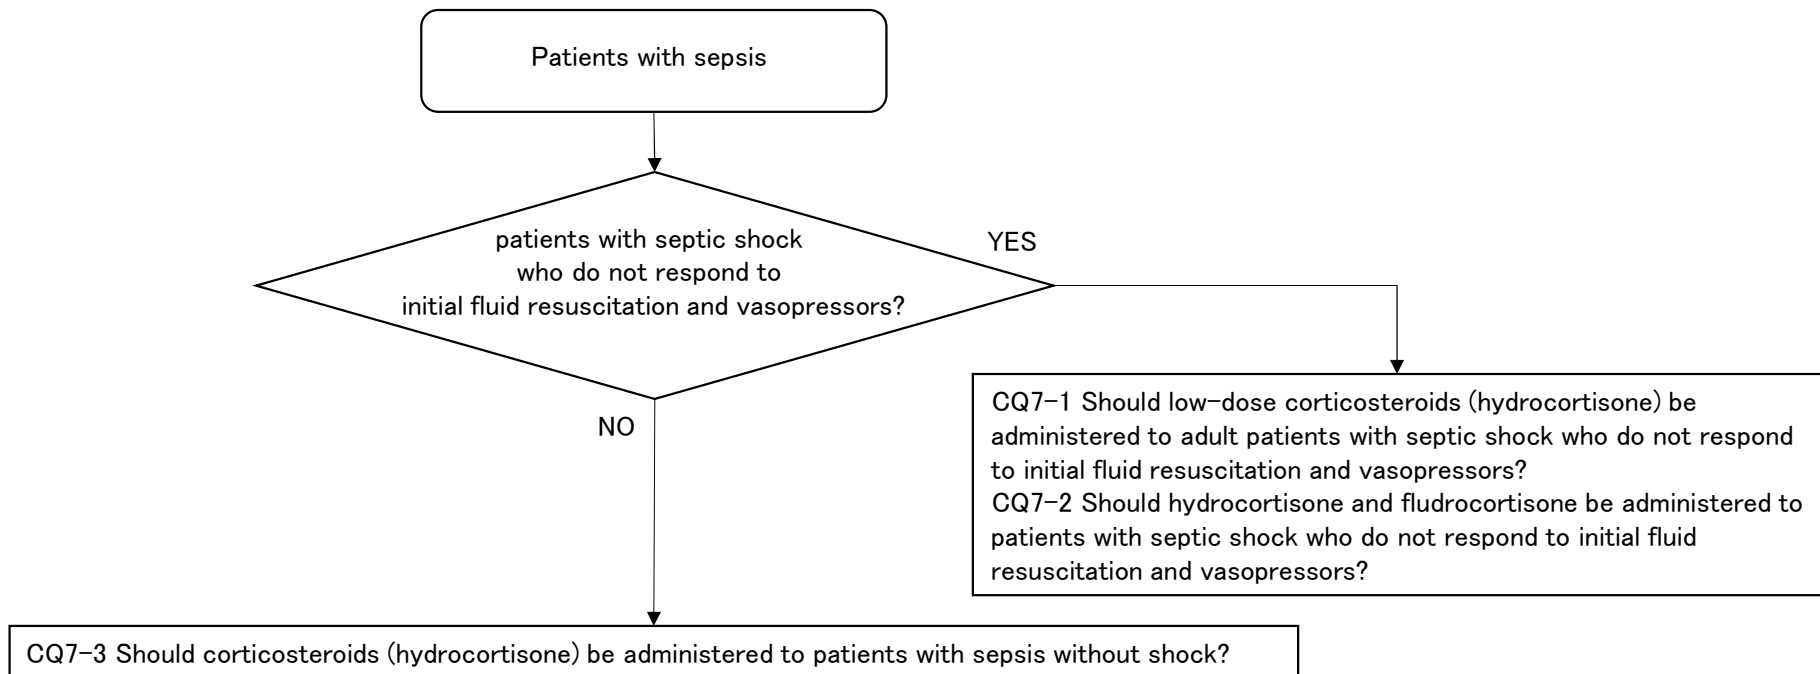 Patients with sepsis
patients with septic shock
who do not respond to
initial fluid resuscitation and vasopressors?
YES
NO
CQ7-1 Should low-dose corticosteroids (hydrocortisone) be
administered to adult patients with septic shock who do not respond
to initial fluid resuscitation and vasopressors?
CQ7-2 Should hydrocortisone and fludrocortisone be administered to
patients with septic shock who do not respond to initial fluid
resuscitation and vasopressors?
CQ7-3 Should corticosteroids (hydrocortisone) be administered to patients with sepsis without shock?